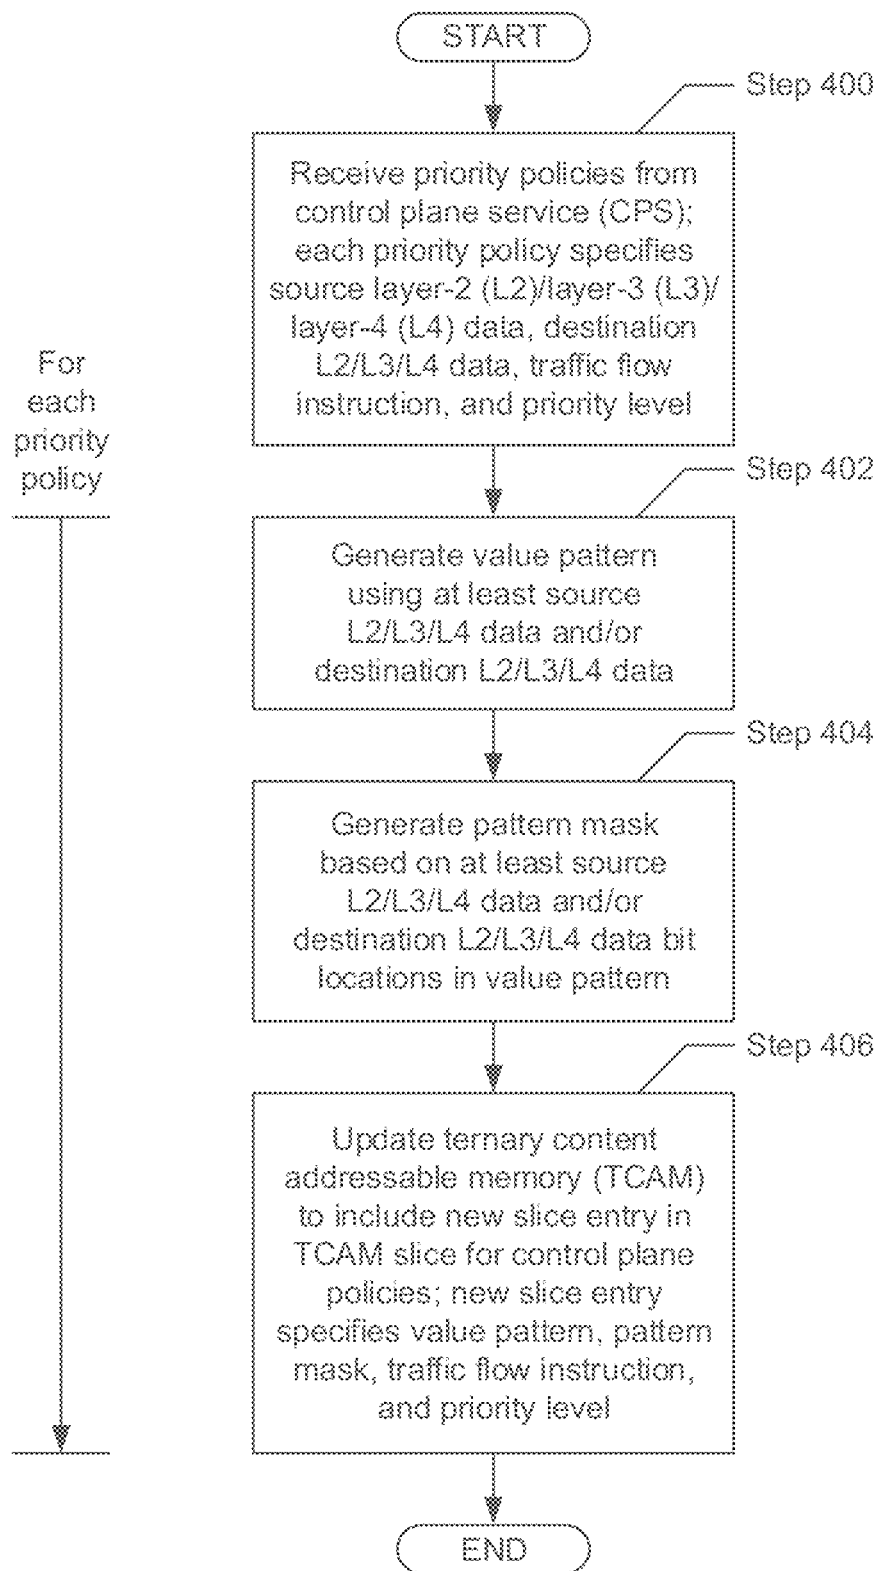 START
Step 400
Receive priority policies from
control plane service (CPS);
each priority policy specifies
source layer-2 (L2)/layer-3 (L3)/
layer-4 (L4) data, destination
L2/L3/L4 data, traffic flow
instruction, and priority level
For
each
priority
policy
Step 402
Generate value pattern
using at least source
L2/L3/L4 data and/or
destination L2/L3/L4 data
Step 404
Generate pattern mask
based on at least source
L2/L3/L4 data and/or
destination L2/L3/L4 data bit
locations in value pattern
Step 406
Update ternary content
addressable memory (TCAM)
to include new slice entry in
TCAM slice for control plane
policies; new slice entry
specifies value pattern, pattern
mask, traffic flow instruction,
and priority level
END